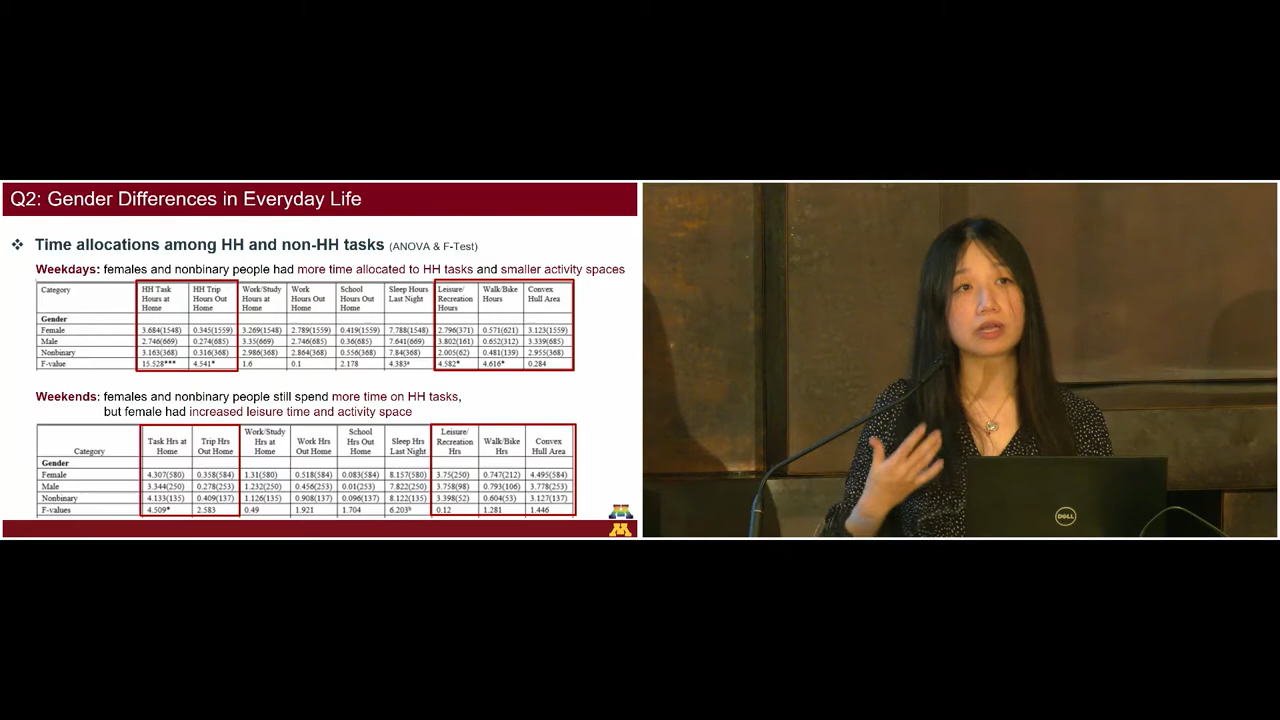 Q2: Gender Differences in Everyday Life
❖ Time allocations among HH and non-HH tasks (ANOVA & F-Test)
Weekdays: females and nonbinary people had more time allocated to HH tasks and smaller activity spaces
Category HH Task Hours at Home HH Trip Hours Out Home Work/Study Hours at Home Work Hours Out Home School Hours Out Home Sleep Hours Last Night Leisure/ Recreation Hours Walk/Bike Hours Convex Hull Area
Gender
Female 3.684(1548) 0.345(1559) 3.269(1548) 2.789(1559) 0.419(1559) 7.788(1548) 2.796(371) 0.571(621) 3.123(1559)
Male 2.746(669) 0.274(685) 3.35(669) 2.746(685) 0.36(685) 7.641(669) 3.802(161) 0.652(312) 3.339(685)
Nonbinary 3.163(368) 0.316(368) 2.986(368) 2.864(368) 0.556(368) 7.84(368) 2.005(62) 0.481(139) 2.955(368)
F-value 15.528*** 4.541* 1.6 0.1 2.178 4.383 4.582* 4.616* 0.284
Weekends: females and nonbinary people still spend more time on HH tasks,
but female had increased leisure time and activity space
Category Task Hrs at Home Trip Hrs Out Home Work/Study Hrs at Home Work Hrs Out Home School Hrs Out Home Sleep Hrs Last Night Leisure/ Recreation Hrs Walk/Bike Hrs Convex Hull Area
Gender
Female 4.307(580) 0.358(584) 1.31(580) 0.518(584) 0.083(584) 8.157(580) 3.75(250) 0.747(212) 4.495(584)
Male 3.344(250) 0.278(253) 1.232(250) 0.456(253) 0.01(253) 7.822(250) 3.758(98) 0.793(106) 3.778(253)
Nonbinary 4.133(135) 0.409(137) 1.126(135) 0.908(137) 0.096(137) 8.122(135) 3.398(52) 0.604(53) 3.127(137)
F-values 4.509* 2.583 0.49 1.921 1.704 6.203 0.12 1.281 1.446
DELL